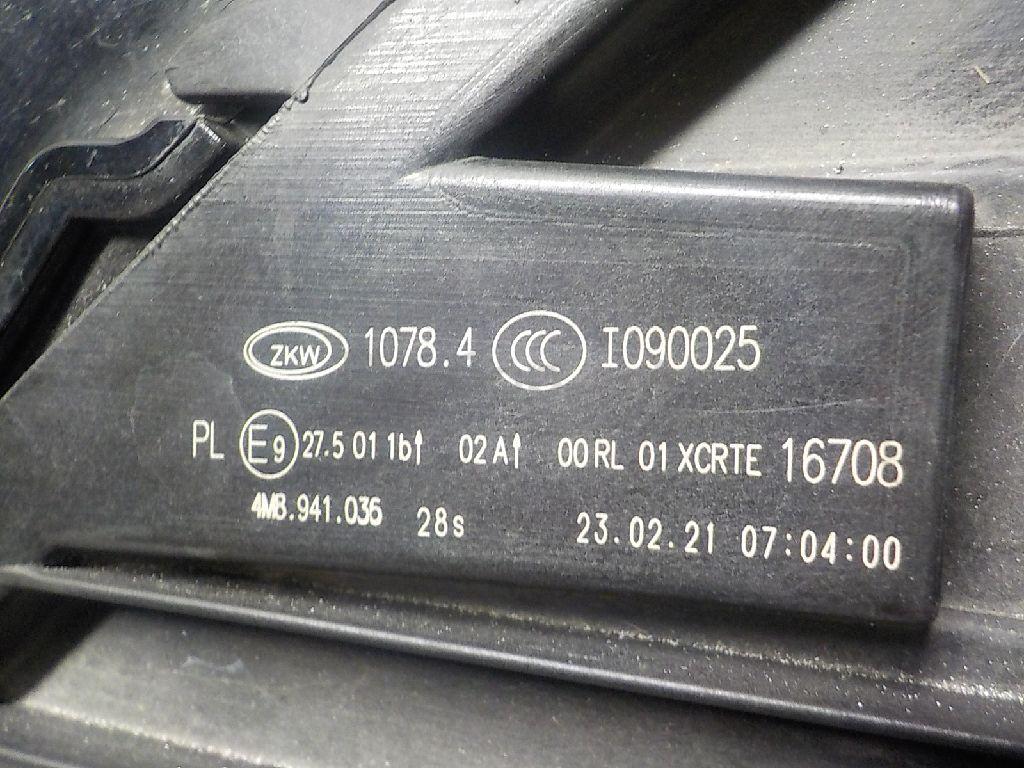 ZKW 1078.4 CCC I090025
PL E9 27.5 01 1b↑ 02 A↑ 00 RL 01 XCRTE 16708
4M8.941.036 28s 23.02.21 07:04:00